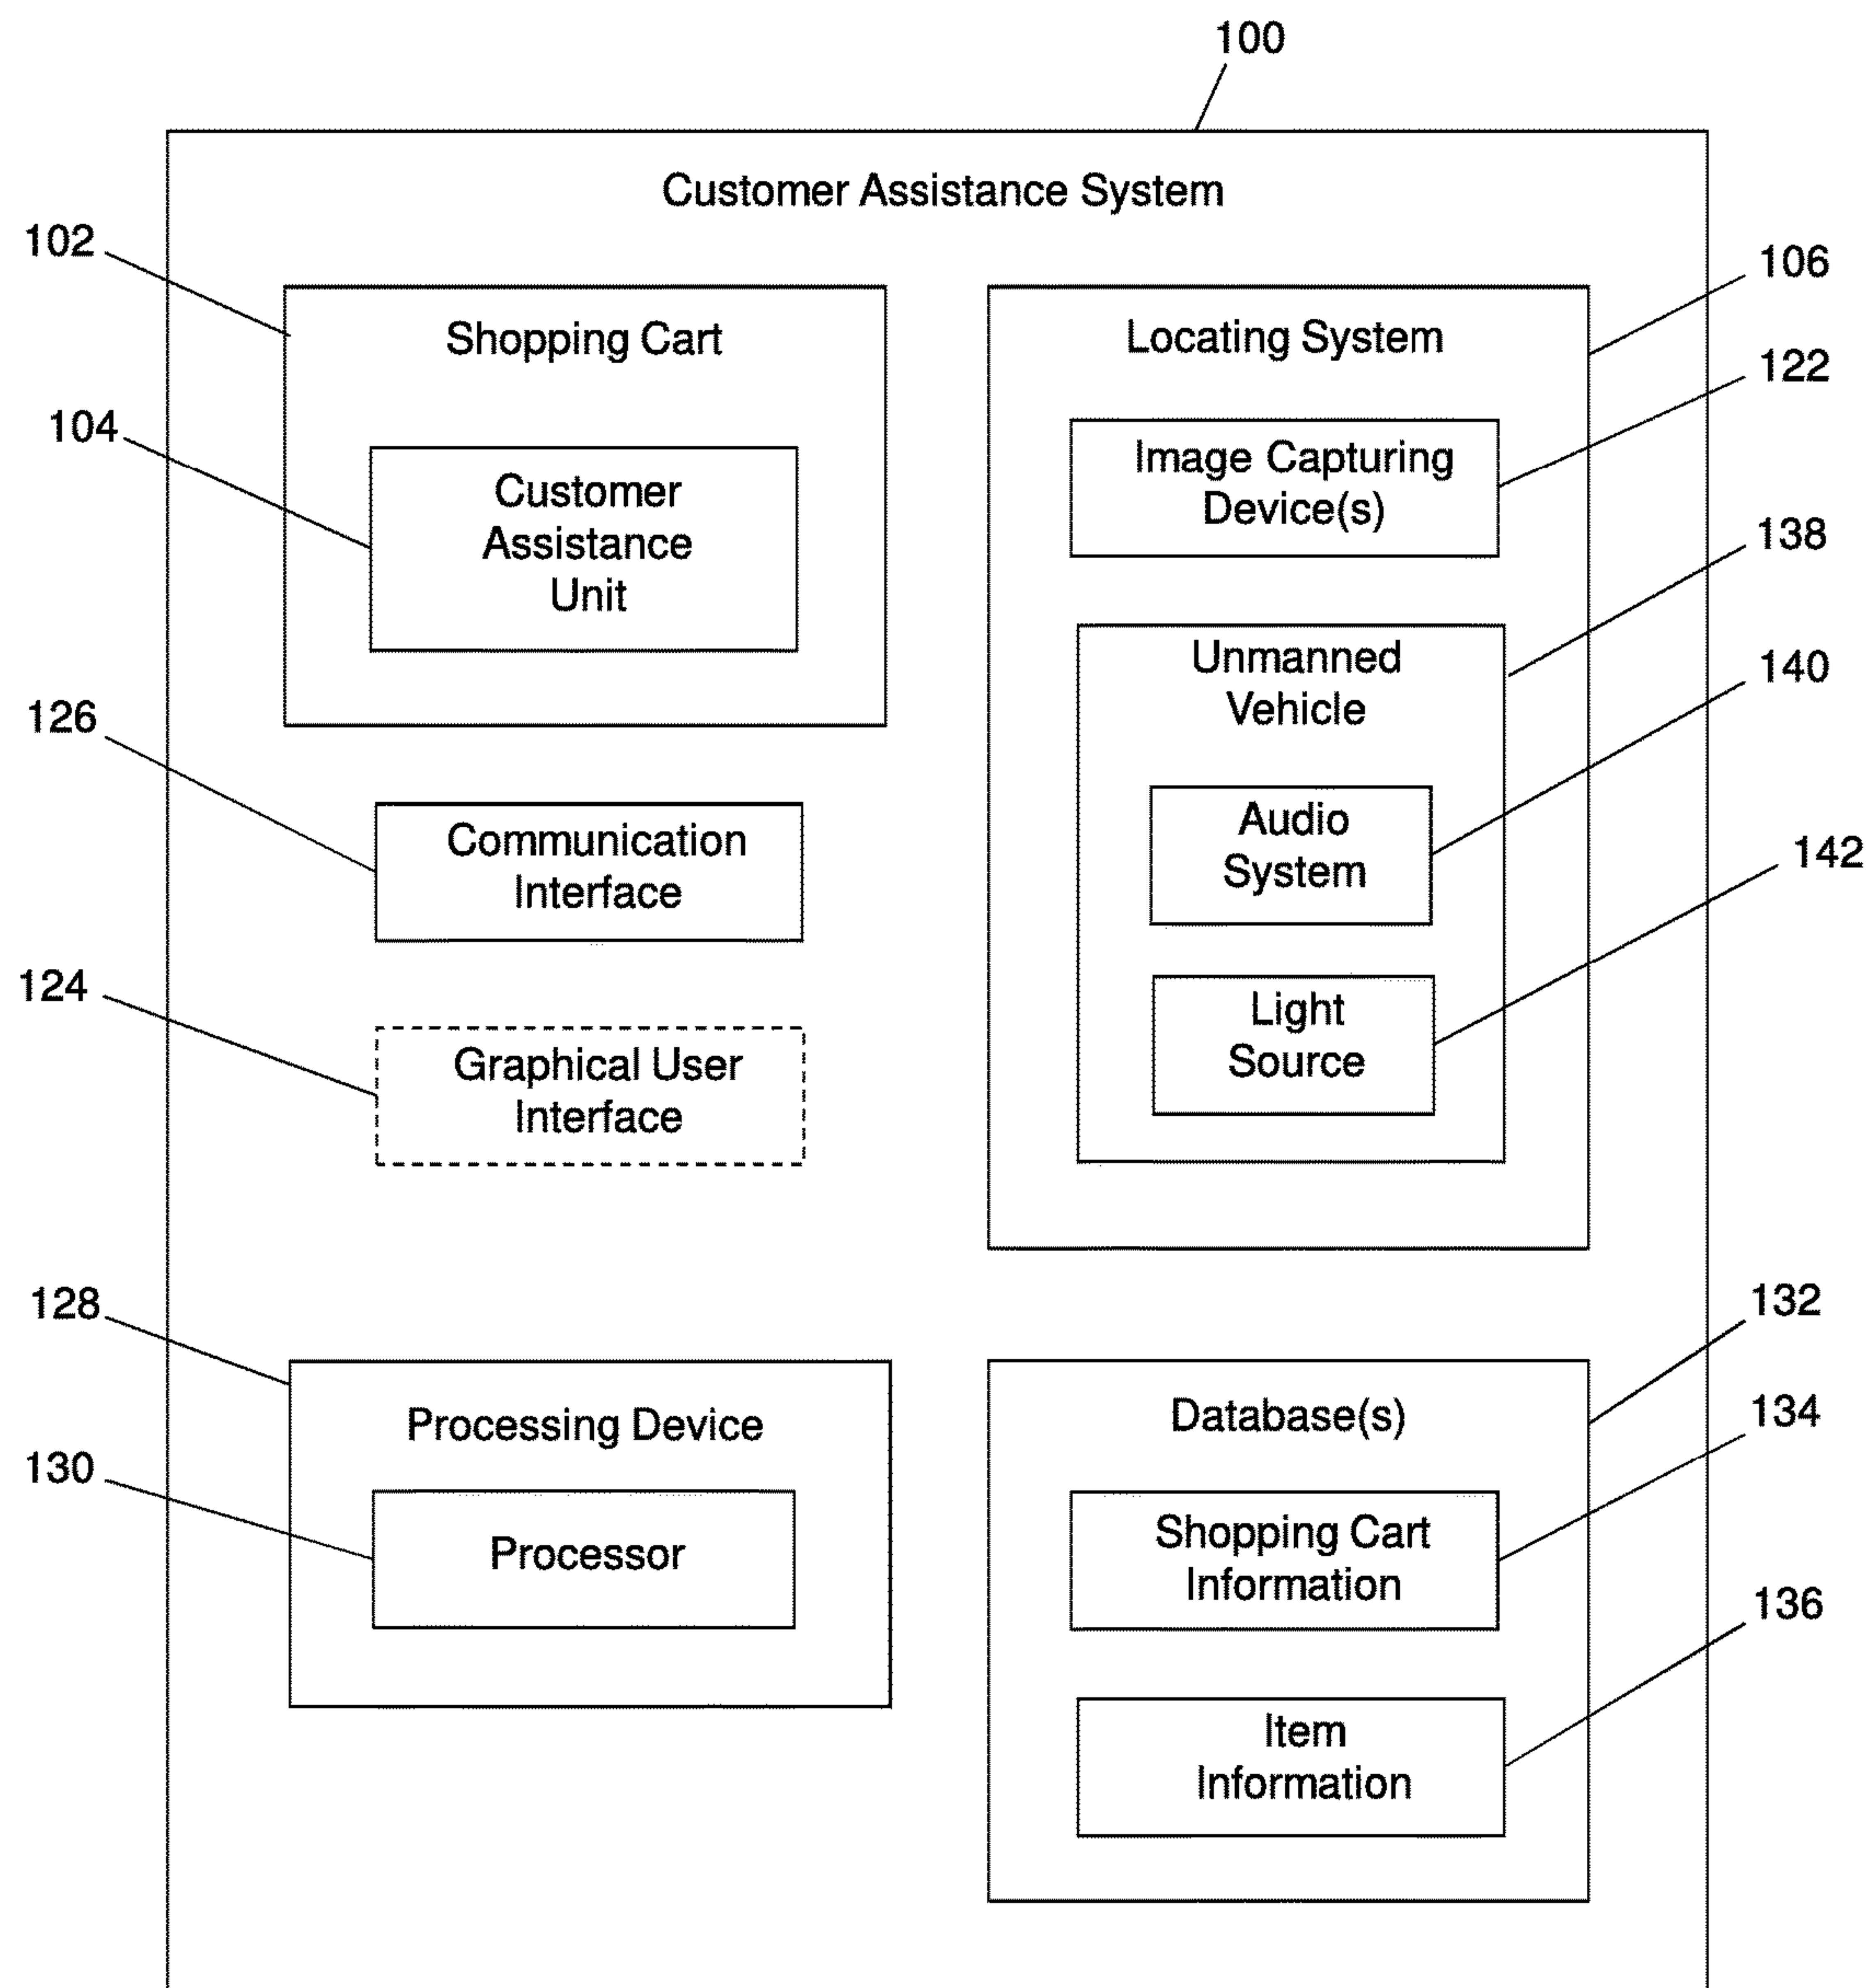 100
Customer Assistance System
102
Shopping Cart
104
Customer
Assistance
Unit
126
Communication
Interface
124
Graphical User
Interface
128
Processing Device
130
Processor
106
Locating System
122
Image Capturing
Device(s)
138
Unmanned
Vehicle
140
Audio
System
142
Light
Source
132
Database(s)
134
Shopping Cart
Information
136
Item
Information